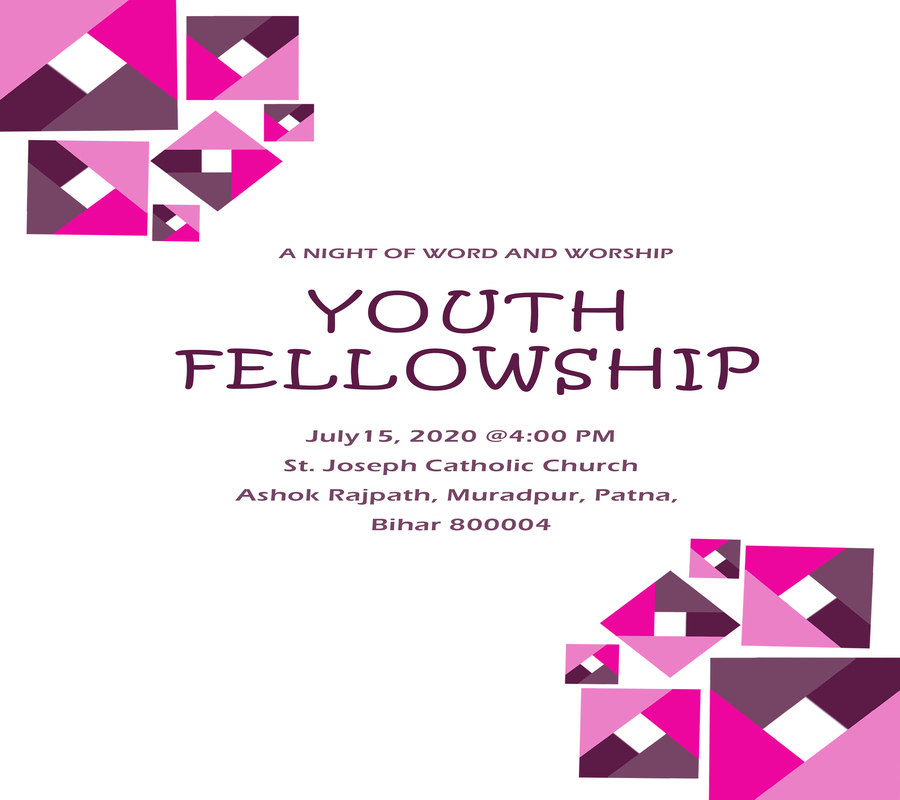 A NIGHT OF WORD AND WORSHIP
YOUTH
FELLOWSHIP
July15, 2020 @4:00 PM
St. Joseph Catholic Church
Ashok Rajpath, Muradpur, Patna,
Bihar 800004